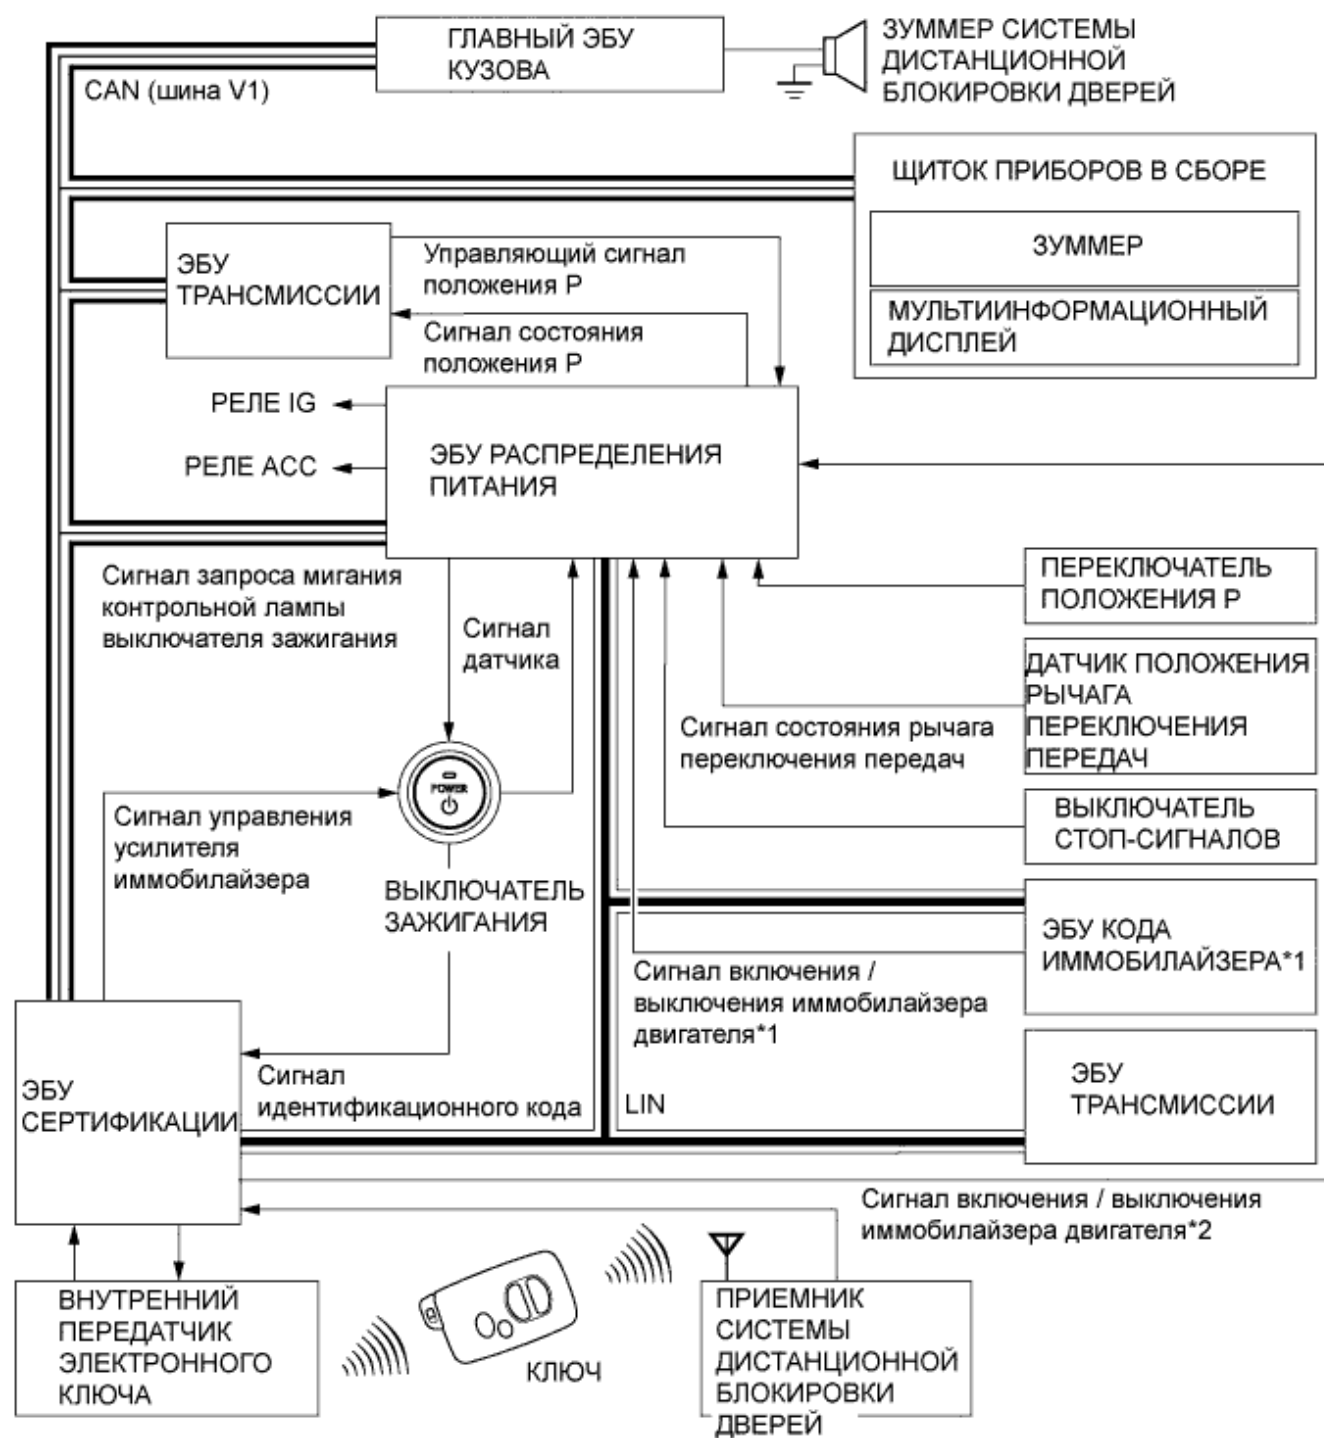 ГЛАВНЫЙ ЭБУ
КУЗОВА
ЗУММЕР СИСТЕМЫ
ДИСТАНЦИОННОЙ
БЛОКИРОВКИ ДВЕРЕЙ
CAN (шина V1)
ЩИТОК ПРИБОРОВ В СБОРЕ
ЗУММЕР
МУЛЬТИИНФОРМАЦИОННЫЙ
ДИСПЛЕЙ
ЭБУ
ТРАНСМИССИИ
Управляющий сигнал
положения P
Сигнал состояния
положения P
РЕЛЕ IG
РЕЛЕ ACC
ЭБУ РАСПРЕДЕЛЕНИЯ
ПИТАНИЯ
Сигнал запроса мигания
контрольной лампы
выключателя зажигания
Сигнал
датчика
ПЕРЕКЛЮЧАТЕЛЬ
ПОЛОЖЕНИЯ P
ДАТЧИК ПОЛОЖЕНИЯ
РЫЧАГА
ПЕРЕКЛЮЧЕНИЯ
ПЕРЕДАЧ
Сигнал состояния рычага
переключения передач
POWER
Сигнал управления
усилителя
иммобилайзера
ВЫКЛЮЧАТЕЛЬ
ЗАЖИГАНИЯ
ВЫКЛЮЧАТЕЛЬ
СТОП-СИГНАЛОВ
ЭБУ КОДА
ИММОБИЛАЙЗЕРА*1
Сигнал включения /
выключения иммобилайзера
двигателя*1
ЭБУ
СЕРТИФИКАЦИИ
Сигнал
идентификационного кода
LIN
ЭБУ
ТРАНСМИССИИ
Сигнал включения / выключения
иммобилайзера двигателя*2
ВНУТРЕННИЙ
ПЕРЕДАТЧИК
ЭЛЕКТРОННОГО
КЛЮЧА
КЛЮЧ
ПРИЕМНИК
СИСТЕМЫ
ДИСТАНЦИОННОЙ
БЛОКИРОВКИ
ДВЕРЕЙ